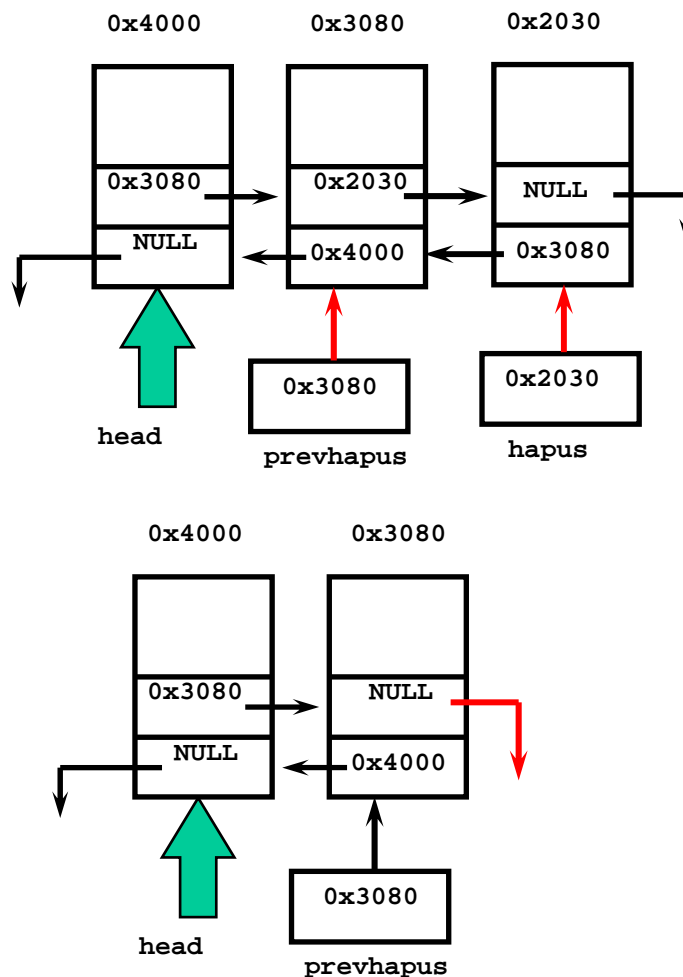 0x4000 0x3080 0x2030
0x3080 0x2030 NULL
NULL 0x4000 0x3080
0x3080 0x2030
head prevhapus hapus
0x4000 0x3080
0x3080 NULL
NULL 0x4000
0x3080
head prevhapus